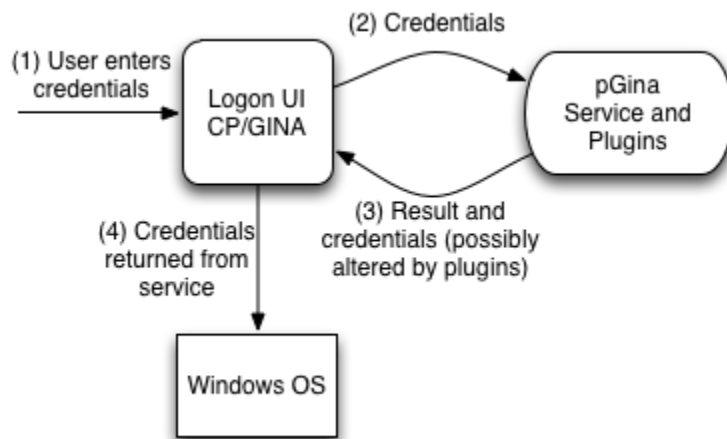 (1) User enters
credentials
Logon UI
CP/GINA
(2) Credentials
pGina
Service and
Plugins
(3) Result and
credentials (possibly
altered by plugins)
(4) Credentials
returned from
service
Windows OS